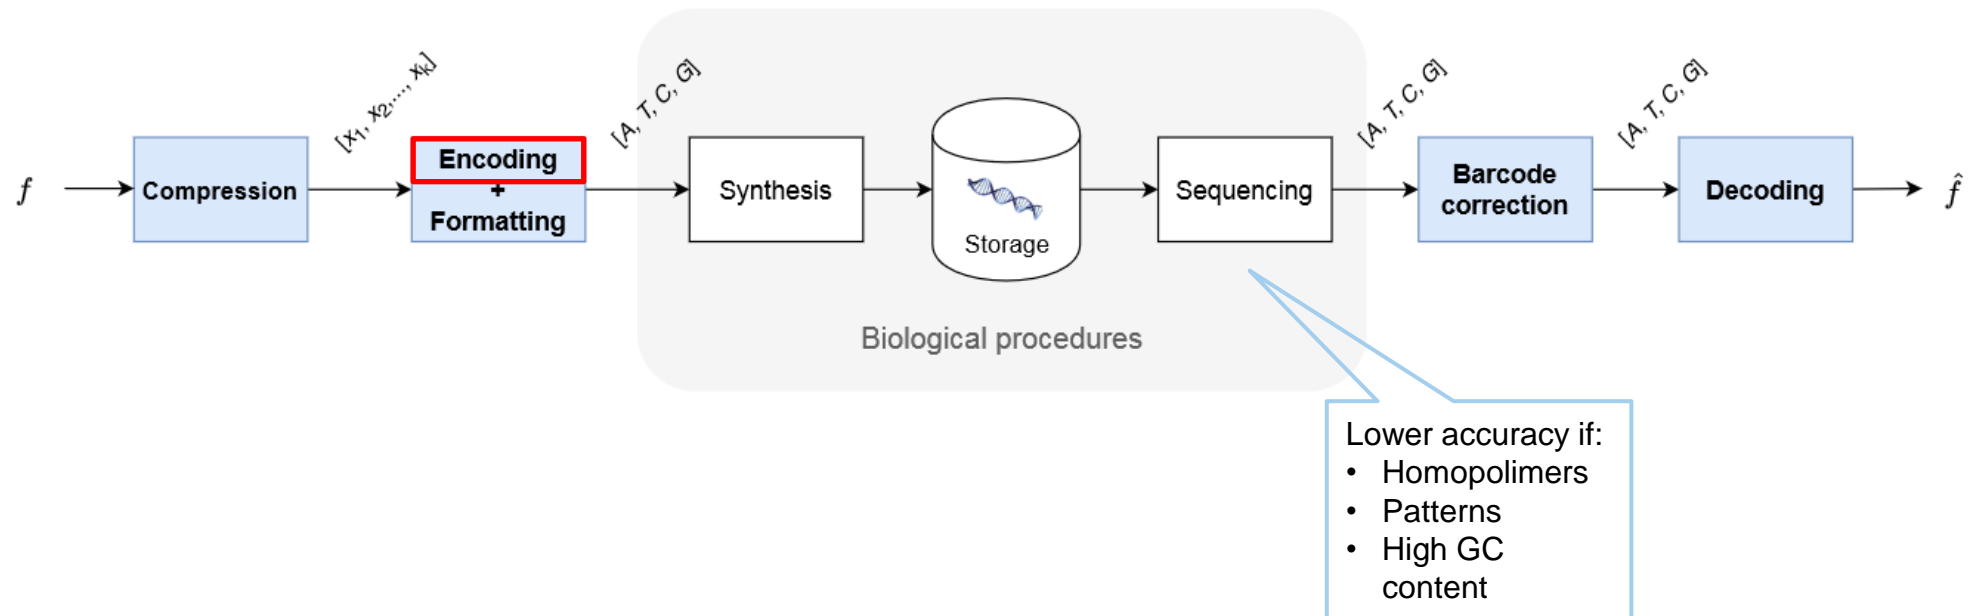 f
Compression
[x₁, x₂,..., xₖ]
Encoding
+
Formatting
[A, T, C, G]
Synthesis
Storage
Sequencing
Biological procedures
[A, T, C, G]
Barcode
correction
[A, T, C, G]
Decoding
f̂
Lower accuracy if:
• Homopolimers
• Patterns
• High GC
content